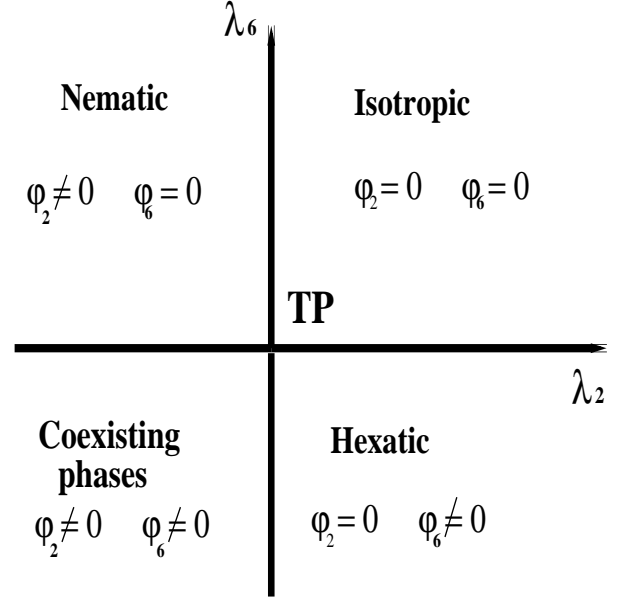 λ₆
Nematic
Isotropic
φ₂≠0 φ₆=0
φ₂=0 φ₆=0
TP
λ₂
Coexisting
phases
Hexatic
φ₂≠0 φ₆≠0
φ₂=0 φ₆≠0